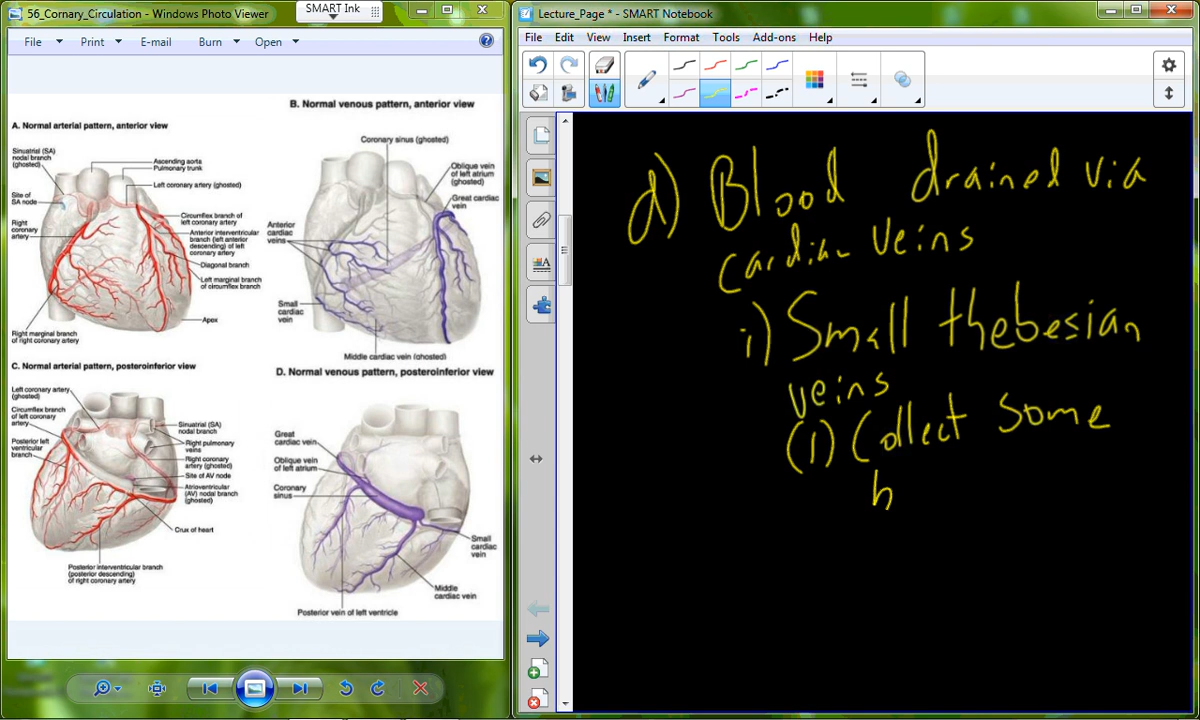 56_Cornary_Circulation - Windows Photo Viewer
SMART Ink
File Print E-mail Burn Open
B. Normal venous pattern, anterior view
A. Normal arterial pattern, anterior view
Sinuatrial (SA)
nodal branch
(ghosted)
Ascending aorta
Pulmonary trunk
Left coronary artery (ghosted)
Site of
SA node
Right
coronary
artery
Circumflex branch of
left coronary artery
Anterior interventricular
branch (left anterior
descending) of left
coronary artery
Diagonal branch
Left marginal branch
of circumflex branch
Apex
Right marginal branch
of right coronary artery
Coronary sinus (ghosted)
Oblique vein
of left atrium
(ghosted)
Great cardiac
vein
Anterior
cardiac
veins
Small
cardiac
vein
Middle cardiac vein (ghosted)
C. Normal arterial pattern, posteroinferior view
D. Normal venous pattern, posteroinferior view
Left coronary artery
(ghosted)
Circumflex branch
of left coronary
artery
Posterior left
ventricular
branch
Sinuatrial (SA)
nodal branch
Right pulmonary
veins
Right coronary
artery (ghosted)
Site of AV node
Atrioventricular
(AV) nodal branch
(ghosted)
Crux of heart
Posterior interventricular branch
(posterior descending)
of right coronary artery
Great
cardiac vein
Oblique vein
of left atrium
Coronary
sinus
Small
cardiac
vein
Middle
cardiac vein
Posterior vein of left ventricle
Lecture_Page * - SMART Notebook
File Edit View Insert Format Tools Add-ons Help
d) Blood drained via
cardiac veins
i) Small thebesian
veins
(1) Collect some
b